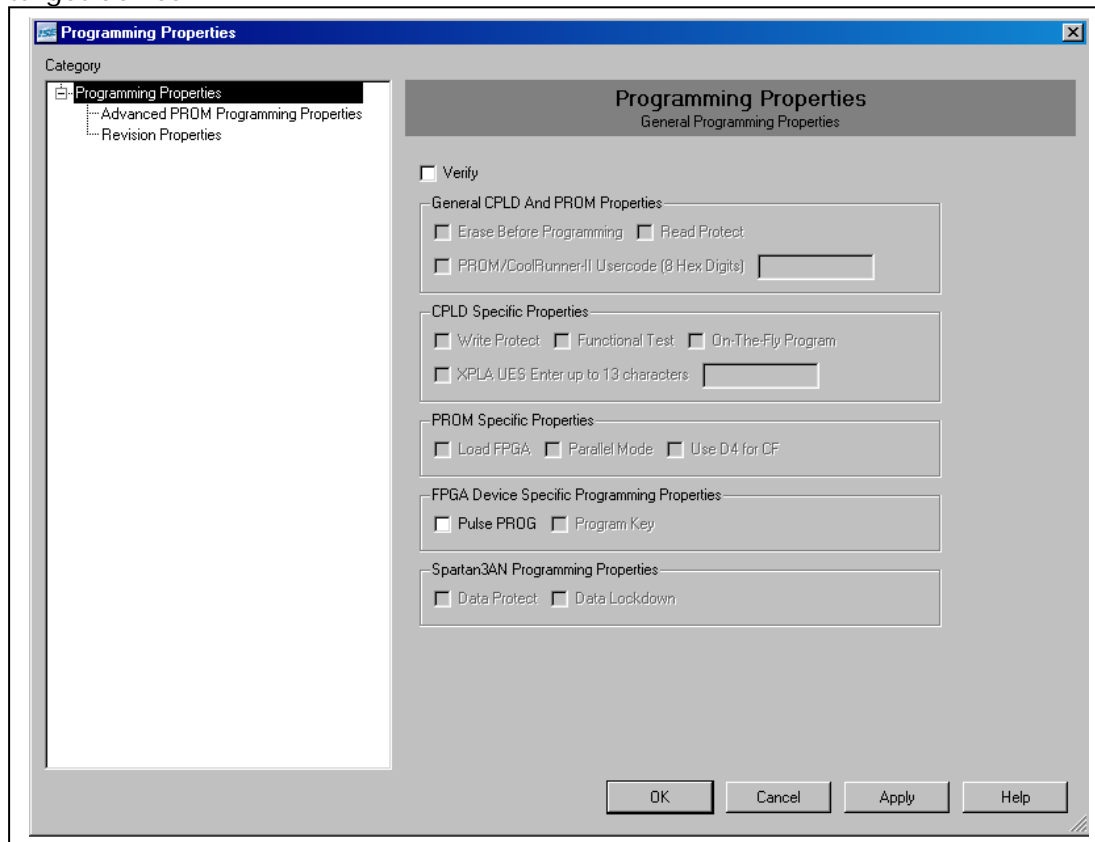 Programming Properties
Category
Programming Properties
Advanced PROM Programming Properties
Revision Properties
Programming Properties
General Programming Properties
Verify
General CPLD And PROM Properties
Erase Before Programming Read Protect
PROM/CoolRunner-II Usercode (8 Hex Digits)
CPLD Specific Properties
Write Protect Functional Test On-The-Fly Program
XPLA UES Enter up to 13 characters
PROM Specific Properties
Load FPGA Parallel Mode Use D4 for CF
FPGA Device Specific Programming Properties
Pulse PROG Program Key
Spartan3AN Programming Properties
Data Protect Data Lockdown
OK Cancel Apply Help